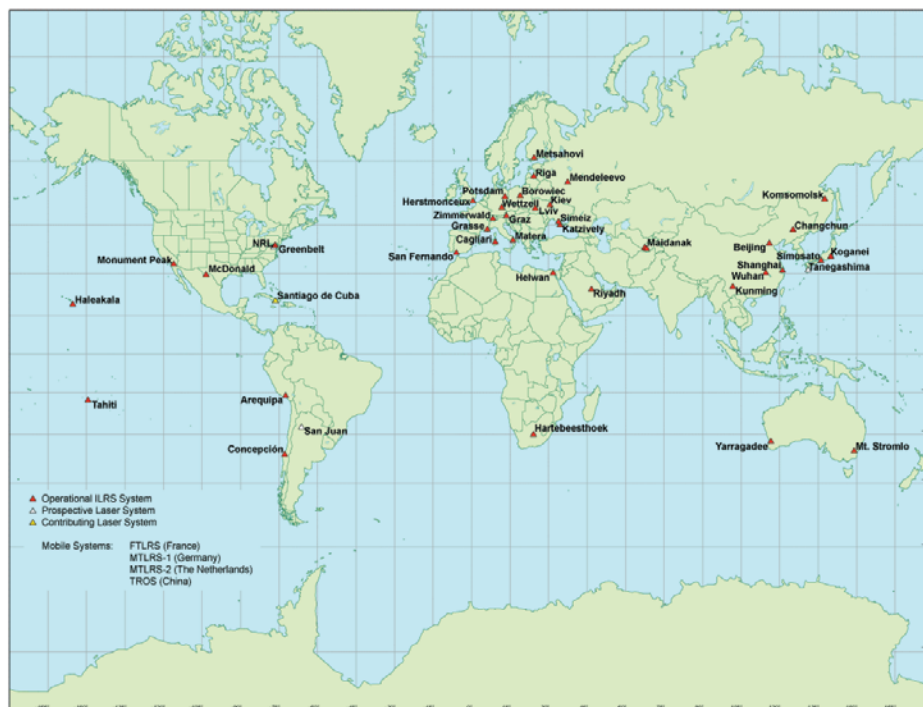 Metsahovi
Riga
Mendeleevo
Potsdam
Borowiec
Komsomolsk
Herstmonceux
Wettzell
Kiev
Lviv
Zimmerwald
Graz
Simeiz
Grasse
Katzively
Changchun
NRL
Greenbelt
Cagliari
Matera
Maidanak
Beijing
Koganei
San Fernando
Simosato
Monument Peak
McDonald
Shanghai
Tanegashima
Helwan
Wuhan
Riyadh
Kunming
Haleakala
Santiago de Cuba
Tahiti
Arequipa
San Juan
Hartebeesthoek
Concepción
Yarragadee
Mt. Stromlo
Operational ILRS System
Prospective Laser System
Contributing Laser System
Mobile Systems: FTLRS (France)
MTLRS-1 (Germany)
MTLRS-2 (The Netherlands)
TROS (China)